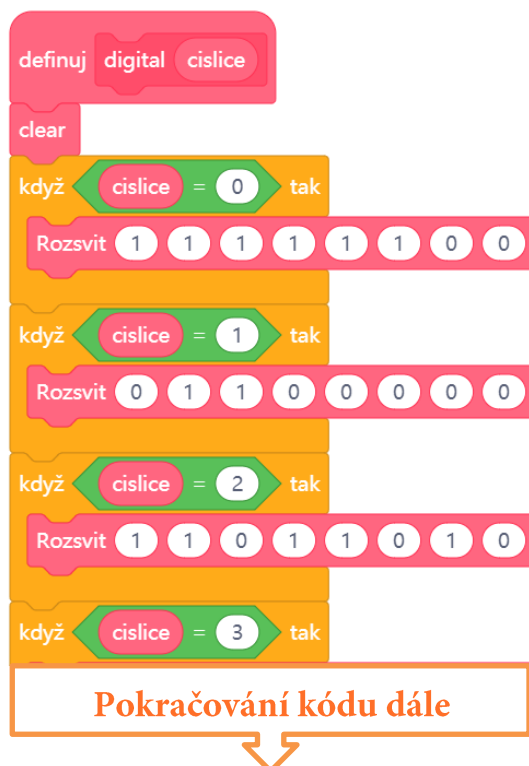 definuj digital cislice
clear
když cislice = 0 tak
Rozsvit 1 1 1 1 1 1 0 0
když cislice = 1 tak
Rozsvit 0 1 1 0 0 0 0 0
když cislice = 2 tak
Rozsvit 1 1 0 1 1 0 1 0
když cislice = 3 tak
Pokračování kódu dále